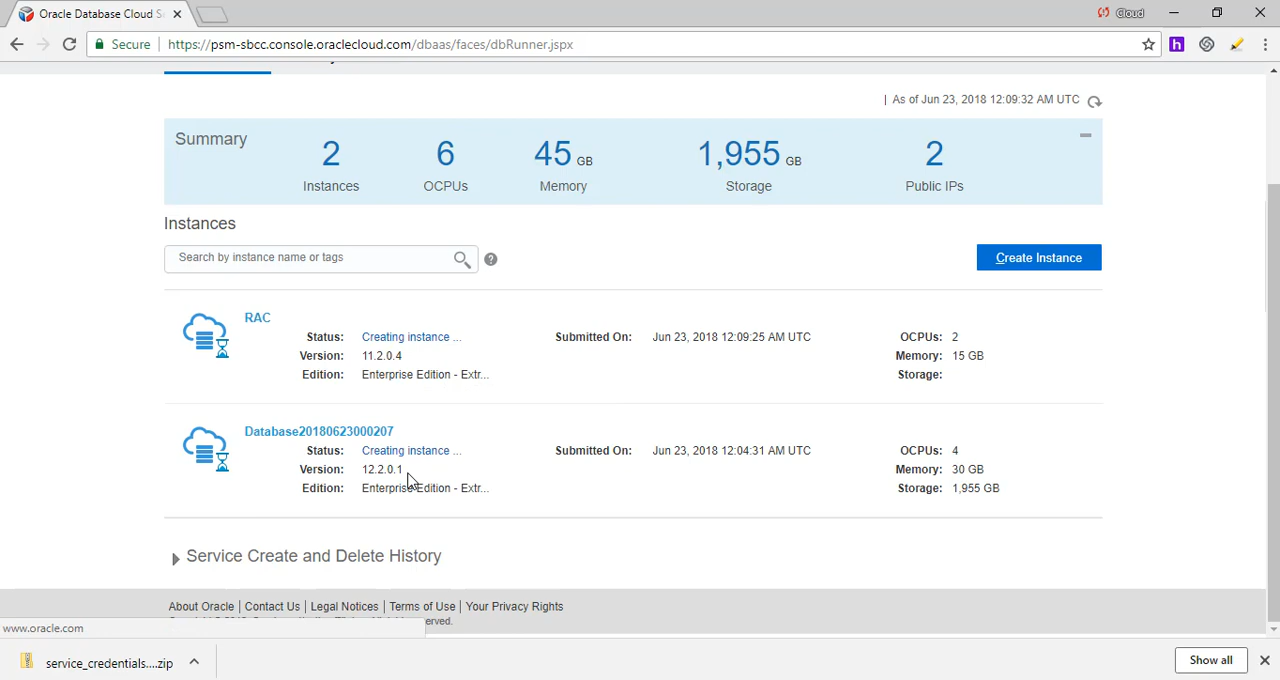 Oracle Database Cloud S
Cloud
Secure https://psm-sbcc.console.oraclecloud.com/dbaas/faces/dbRunner.jspx
h
As of Jun 23, 2018 12:09:32 AM UTC
Summary
2 6 45 GB 1,955 GB 2
Instances OCPUs Memory Storage Public IPs
Instances
Search by instance name or tags ? Create Instance
RAC
Status: Creating instance ... Submitted On: Jun 23, 2018 12:09:25 AM UTC OCPUs: 2
Version: 11.2.0.4 Memory: 15 GB
Edition: Enterprise Edition - Extr... Storage:
Database20180623000207
Status: Creating instance ... Submitted On: Jun 23, 2018 12:04:31 AM UTC OCPUs: 4
Version: 12.2.0.1 Memory: 30 GB
Edition: Enterprise Edition - Extr... Storage: 1,955 GB
Service Create and Delete History
About Oracle | Contact Us | Legal Notices | Terms of Use | Your Privacy Rights
erved.
www.oracle.com
service_credentials....zip Show all